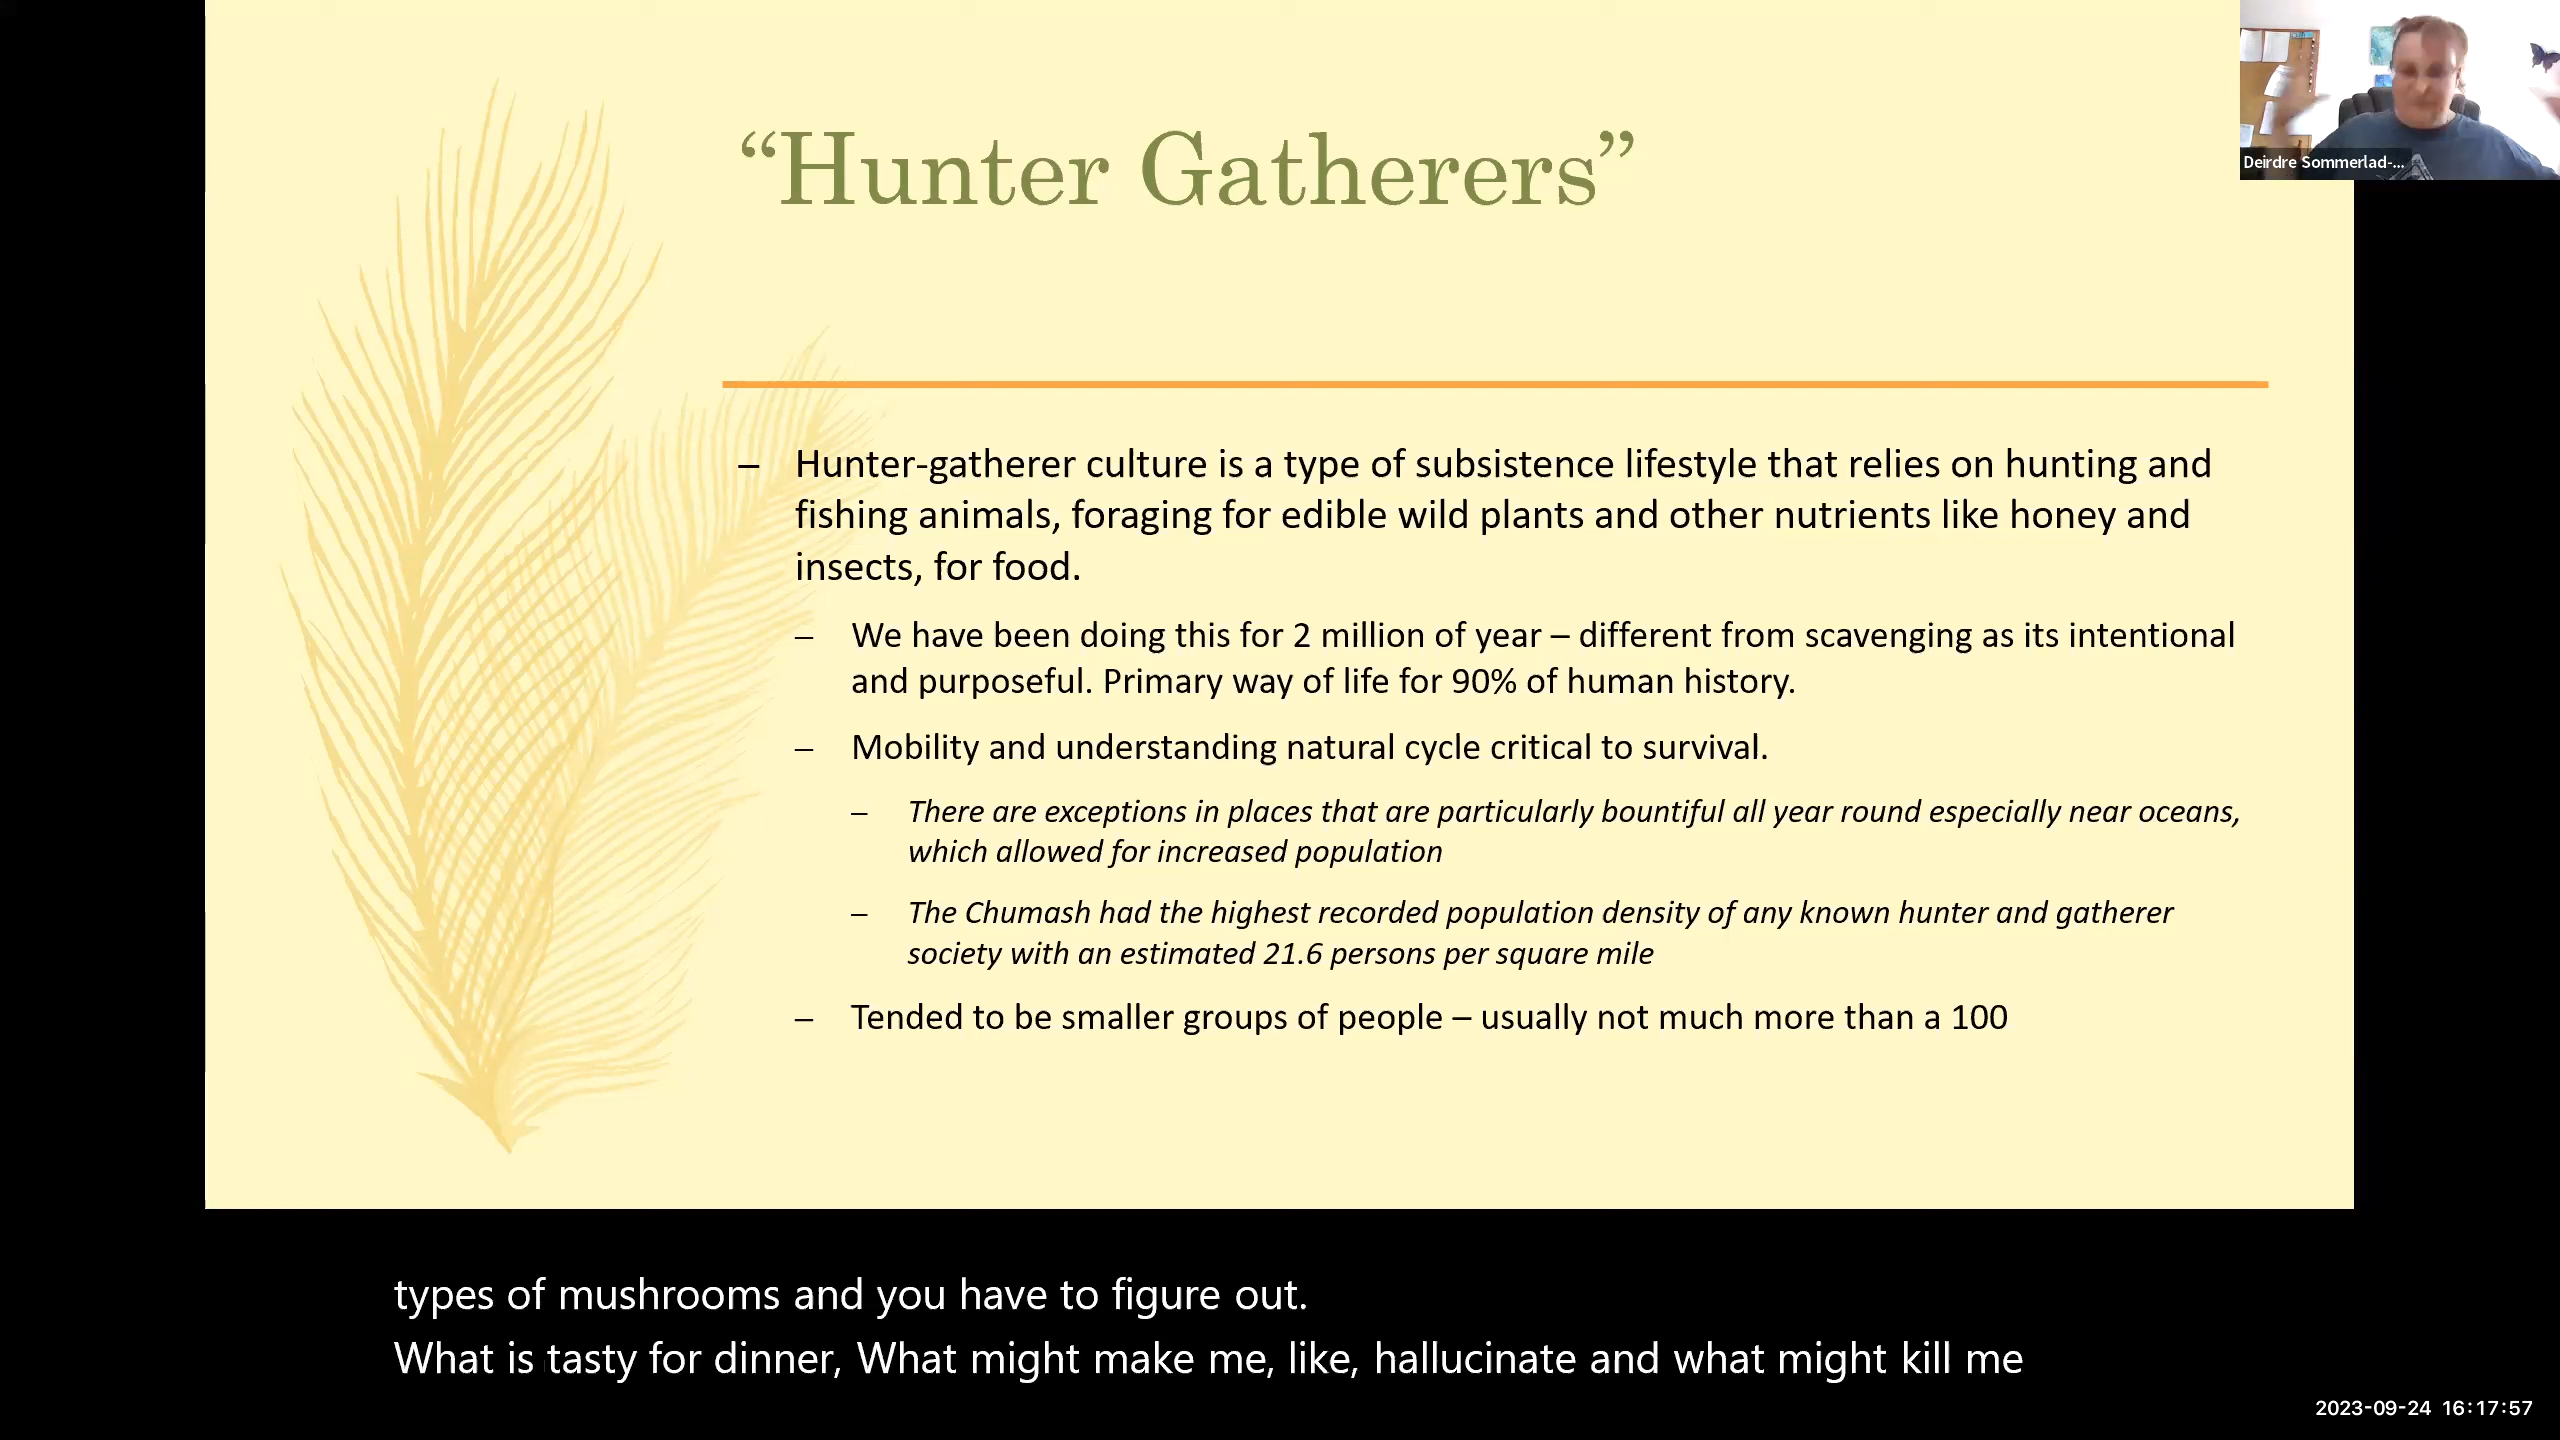 “Hunter Gatherers”
Deirdre Sommerlad-...
– Hunter-gatherer culture is a type of subsistence lifestyle that relies on hunting and
fishing animals, foraging for edible wild plants and other nutrients like honey and
insects, for food.
– We have been doing this for 2 million of year – different from scavenging as its intentional
and purposeful. Primary way of life for 90% of human history.
– Mobility and understanding natural cycle critical to survival.
– There are exceptions in places that are particularly bountiful all year round especially near oceans,
which allowed for increased population
– The Chumash had the highest recorded population density of any known hunter and gatherer
society with an estimated 21.6 persons per square mile
– Tended to be smaller groups of people – usually not much more than a 100
types of mushrooms and you have to figure out.
What is tasty for dinner, What might make me, like, hallucinate and what might kill me
2023-09-24 16:17:57